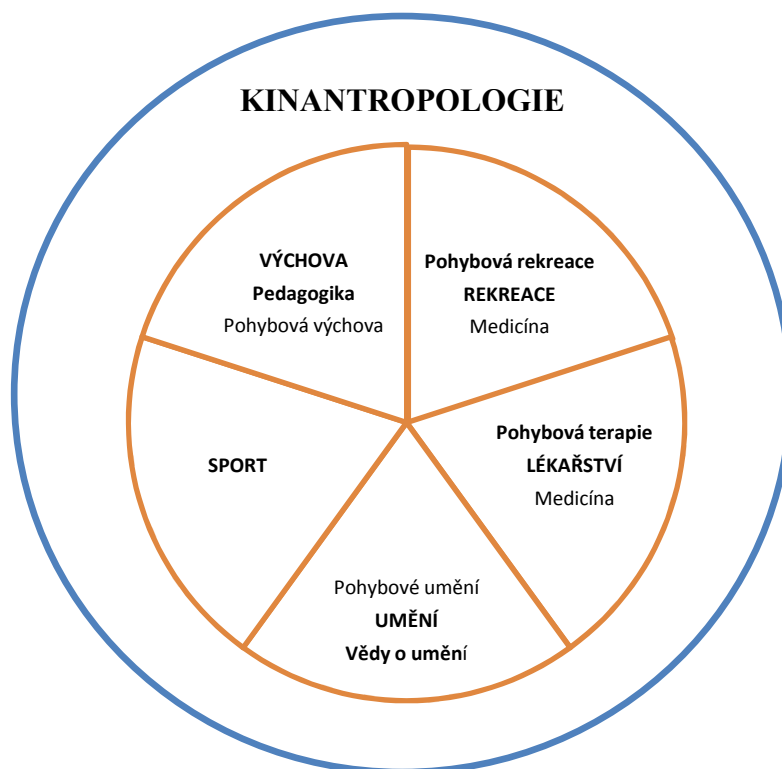 KINANTROPOLOGIE
VÝCHOVA
Pedagogika
Pohybová výchova
Pohybová rekreace
REKREACE
Medicína
SPORT
Pohybová terapie
LÉKAŘSTVÍ
Medicína
Pohybové umění
UMĚNÍ
Vědy o umění